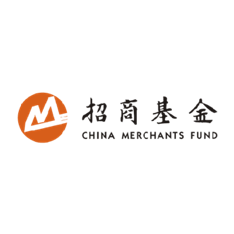 招商基金
CHINA MERCHANTS FUND